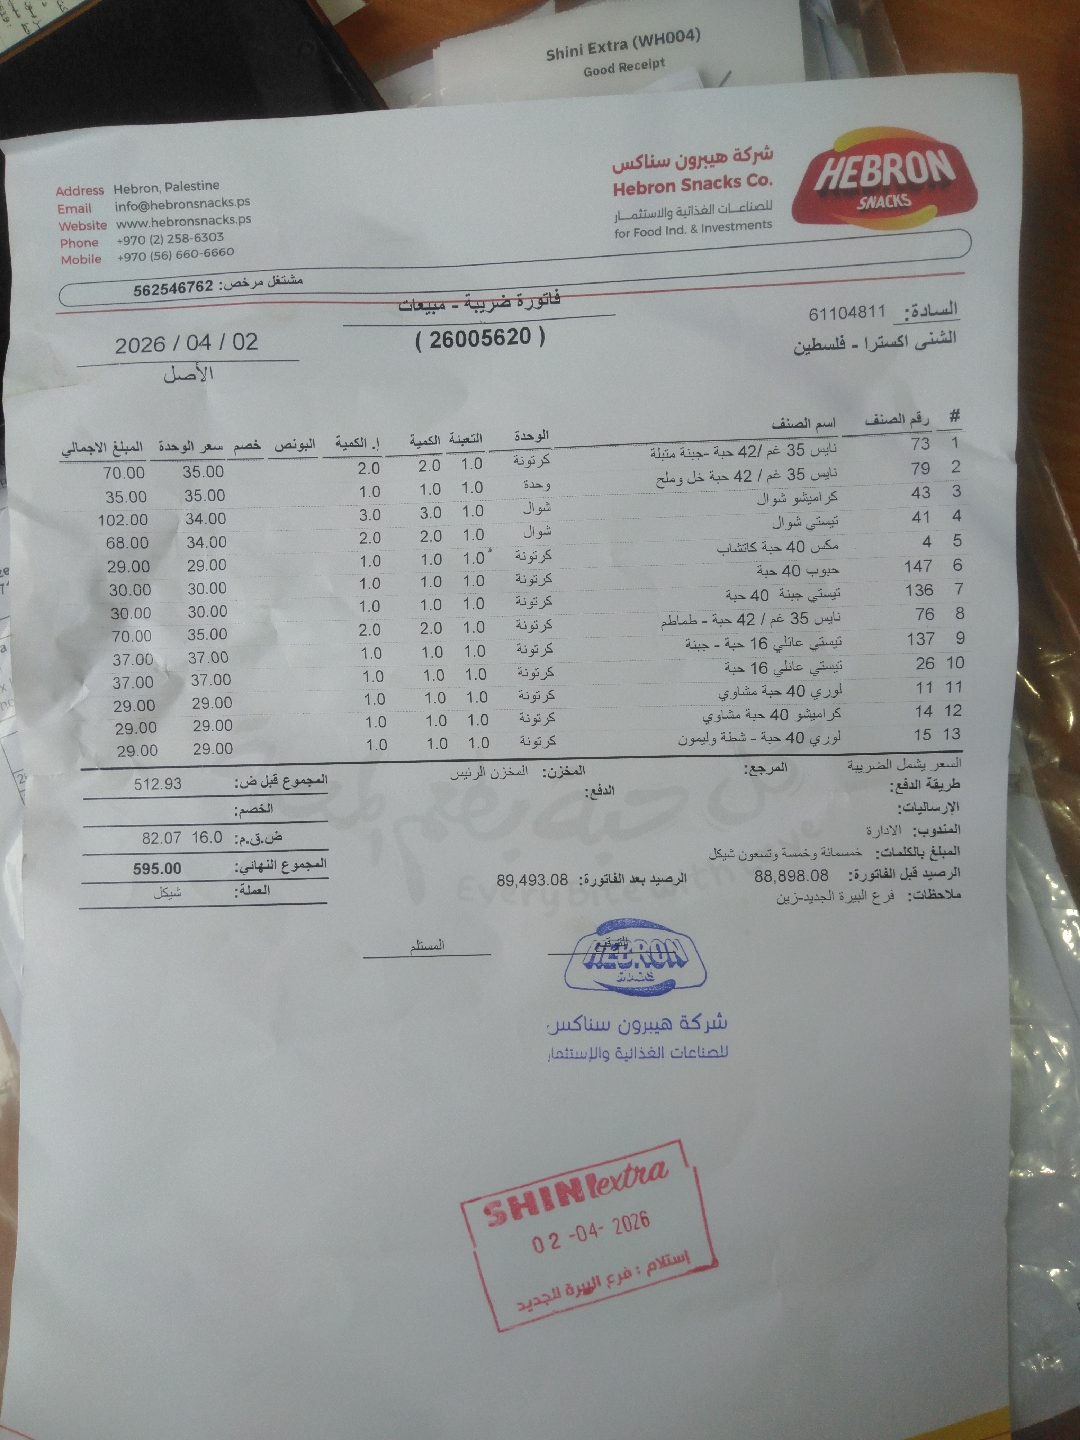 Shini Extra (WH004)
Good Receipt
شركة هيبرون سناكس
Hebron Snacks Co.
للصناعات الغذائية والاستثمار
for Food Ind. & Investments
HEBRON
SNACKS
Address Hebron, Palestine
Email info@hebronsnacks.ps
Website www.hebronsnacks.ps
Phone +970 (2) 258-6303
Mobile +970 (56) 660-6660
مشتغل مرخص: 562546762
فاتورة ضريبة - مبيعات
( 26005620 )
السادة: 61104811
الشني اكسترا - فلسطين
2026 / 04 / 02
الأصل
# رقم الصنف اسم الصنف الوحدة التعبئة الكمية ا. الكمية البونص خصم سعر الوحدة المبلغ الاجمالي
1 73 نايس 35 غم /42 حبة -جبنة متبلة كرتونة 1.0 2.0 2.0 35.00 70.00
2 79 نايس 35 غم / 42 حبة خل وملح وحدة 1.0 1.0 1.0 35.00 35.00
3 43 كراميشو شوال شوال 1.0 3.0 3.0 34.00 102.00
4 41 تيستي شوال شوال 1.0 2.0 2.0 34.00 68.00
5 4 مكس 40 حبة كاتشاب كرتونة 1.0 1.0 1.0 29.00 29.00
6 147 حبوب 40 حبة كرتونة 1.0 1.0 1.0 30.00 30.00
7 136 تيستي جبنة 40 حبة كرتونة 1.0 1.0 1.0 30.00 30.00
8 76 نايس 35 غم / 42 حبة - طماطم كرتونة 1.0 2.0 2.0 35.00 70.00
9 137 تيستي عائلي 16 حبة - جبنة كرتونة 1.0 1.0 1.0 37.00 37.00
10 26 تيستي عائلي 16 حبة كرتونة 1.0 1.0 1.0 37.00 37.00
11 11 لوري 40 حبة مشاوي كرتونة 1.0 1.0 1.0 29.00 29.00
12 14 كراميشو 40 حبة مشاوي كرتونة 1.0 1.0 1.0 29.00 29.00
13 15 لوري 40 حبة - شطة وليمون كرتونة 1.0 1.0 1.0 29.00 29.00
السعر يشمل الضريبة المرجع: المخزن: المخزن الرئيس المجموع قبل ض: 512.93
طريقة الدفع: الدفع:
الخصم:
الإرساليات:
ض.ق.م: 16.0 82.07
المندوب: الادارة
المبلغ بالكلمات: خمسمائة وخمسة وتسعون شيكل
المجموع النهائي: 595.00
الرصيد قبل الفاتورة: 88,898.08 الرصيد بعد الفاتورة: 89,493.08
العملة: شيكل
ملاحظات: فرع البيرة الجديد-زين
التوقيع المستلم
HEBRON
شركة هيبرون سناكس
للصناعات الغذائية والإستثمار
SHINI extra
02 -04- 2026
إستلام : فرع البيرة الجديد